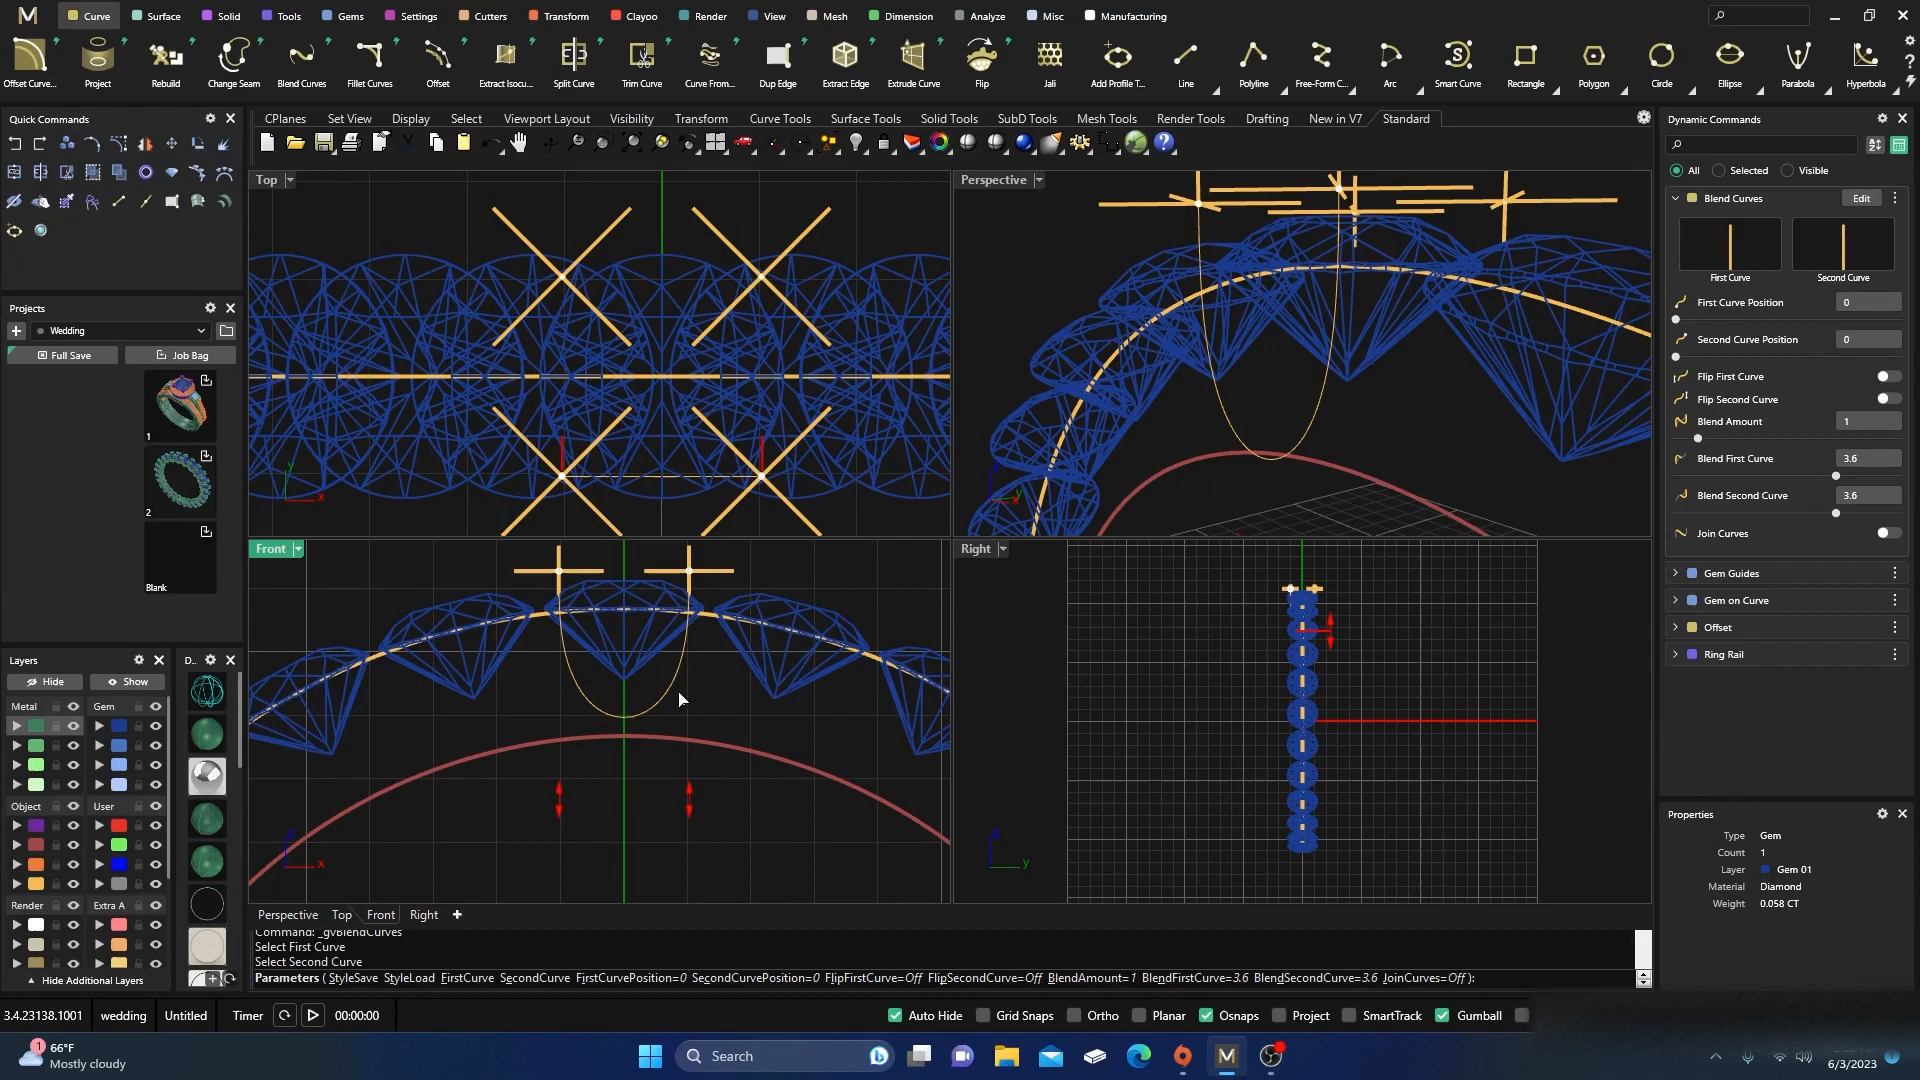 Curve Surface Solid Tools Gems Settings Cutters Transform Clayoo Render View Mesh Dimension Analyze Misc Manufacturing
Offset Curve... Project Rebuild Change Seam Blend Curves Fillet Curves Offset Extract Isocu... Split Curve Trim Curve Curve From... Dup Edge Extract Edge Extrude Curve Flip Jali Add Profile T... Line Polyline Free-Form C... Arc Smart Curve Rectangle Polygon Circle Ellipse Parabola Hyperbola
Quick Commands
CPlanes Set View Display Select Viewport Layout Visibility Transform Curve Tools Surface Tools Solid Tools SubD Tools Mesh Tools Render Tools Drafting New in V7 Standard
Dynamic Commands
All Selected Visible
Top
Perspective
Blend Curves Edit
First Curve Second Curve
First Curve Position 0
Second Curve Position 0
Flip First Curve
Flip Second Curve
Blend Amount 1
Blend First Curve 3.6
Blend Second Curve 3.6
Join Curves
Gem Guides
Gem on Curve
Offset
Ring Rail
Projects
Wedding
Full Save Job Bag
1
2
Blank
Front
Right
y x
x
y
Layers D..
Hide Show
Metal Gem
Object User
Render Extra A
Hide Additional Layers
Properties
Type Gem
Count 1
Layer Gem 01
Material Diamond
Weight 0.058 CT
Perspective Top Front Right
Command: _gvBlendCurves
Select First Curve
Select Second Curve
Parameters ( StyleSave StyleLoad FirstCurve SecondCurve FirstCurvePosition=0 SecondCurvePosition=0 FlipFirstCurve=Off FlipSecondCurve=Off BlendAmount=1 BlendFirstCurve=3.6 BlendSecondCurve=3.6 JoinCurves=Off ):
3.4.23138.1001 wedding Untitled Timer 00:00:00 Auto Hide Grid Snaps Ortho Planar Osnaps Project SmartTrack Gumball
1
66°F
Mostly cloudy
Search
6/3/2023